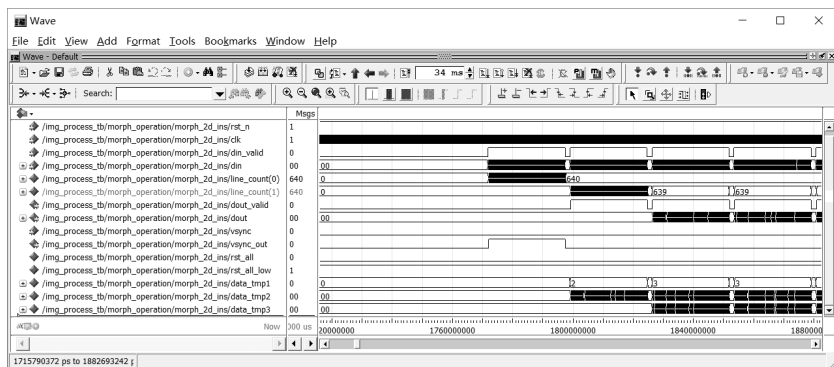 Wave
File Edit View Add Format Tools Bookmarks Window Help
Wave - Default
34 ms
Search:
Msgs
/img_process_tb/morph_operation/morph_2d_ins/rst_n 1
/img_process_tb/morph_operation/morph_2d_ins/clk 1
/img_process_tb/morph_operation/morph_2d_ins/din_valid 0
/img_process_tb/morph_operation/morph_2d_ins/din 00 00
/img_process_tb/morph_operation/morph_2d_ins/line_count(0) 640 0 640
/img_process_tb/morph_operation/morph_2d_ins/line_count(1) 640 0 639 639
/img_process_tb/morph_operation/morph_2d_ins/dout_valid 0
/img_process_tb/morph_operation/morph_2d_ins/dout 00 00
/img_process_tb/morph_operation/morph_2d_ins/vsync 0
/img_process_tb/morph_operation/morph_2d_ins/vsync_out 0
/img_process_tb/morph_operation/morph_2d_ins/rst_all 0
/img_process_tb/morph_operation/morph_2d_ins/rst_all_low 1
/img_process_tb/morph_operation/morph_2d_ins/data_tmp1 0 0 2 3 3
/img_process_tb/morph_operation/morph_2d_ins/data_tmp2 00 00
/img_process_tb/morph_operation/morph_2d_ins/data_tmp3 00 00
Now 000 us 20000000 1760000000 1800000000 1840000000 18800000
1715790372 ps to 1882693242 p